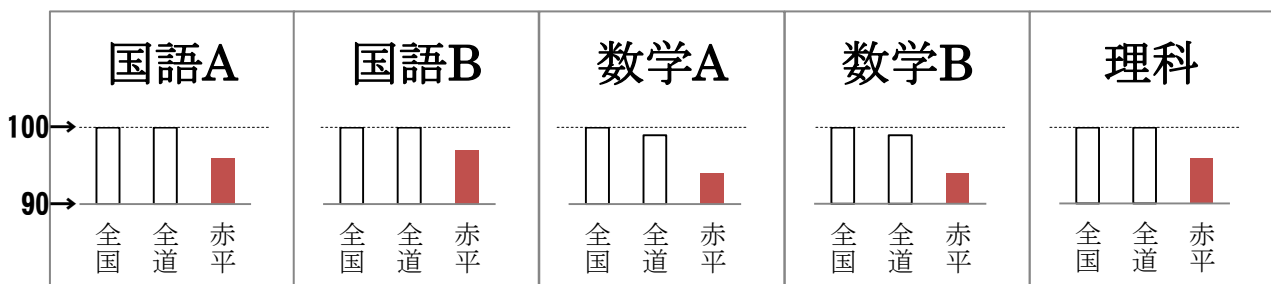 国語A 国語B 数学A 数学B 理科
100→
90→
全国 全道 赤平 全国 全道 赤平 全国 全道 赤平 全国 全道 赤平 全国 全道 赤平